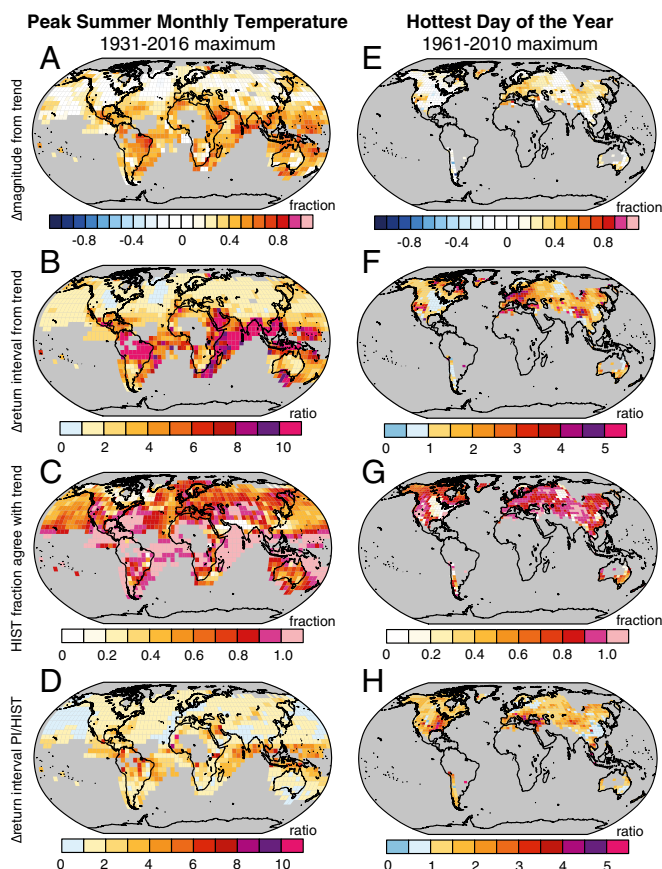 Peak Summer Monthly Temperature
1931-2016 maximum
A
Δmagnitude from trend
fraction
-0.8 -0.4 0 0.4 0.8
B
Δreturn interval from trend
ratio
0 2 4 6 8 10
C
HIST fraction agree with trend
fraction
0 0.2 0.4 0.6 0.8 1.0
D
Δreturn interval PI/HIST
ratio
0 2 4 6 8 10
Hottest Day of the Year
1961-2010 maximum
E
fraction
-0.8 -0.4 0 0.4 0.8
F
ratio
0 1 2 3 4 5
G
fraction
0 0.2 0.4 0.6 0.8 1.0
H
ratio
0 1 2 3 4 5